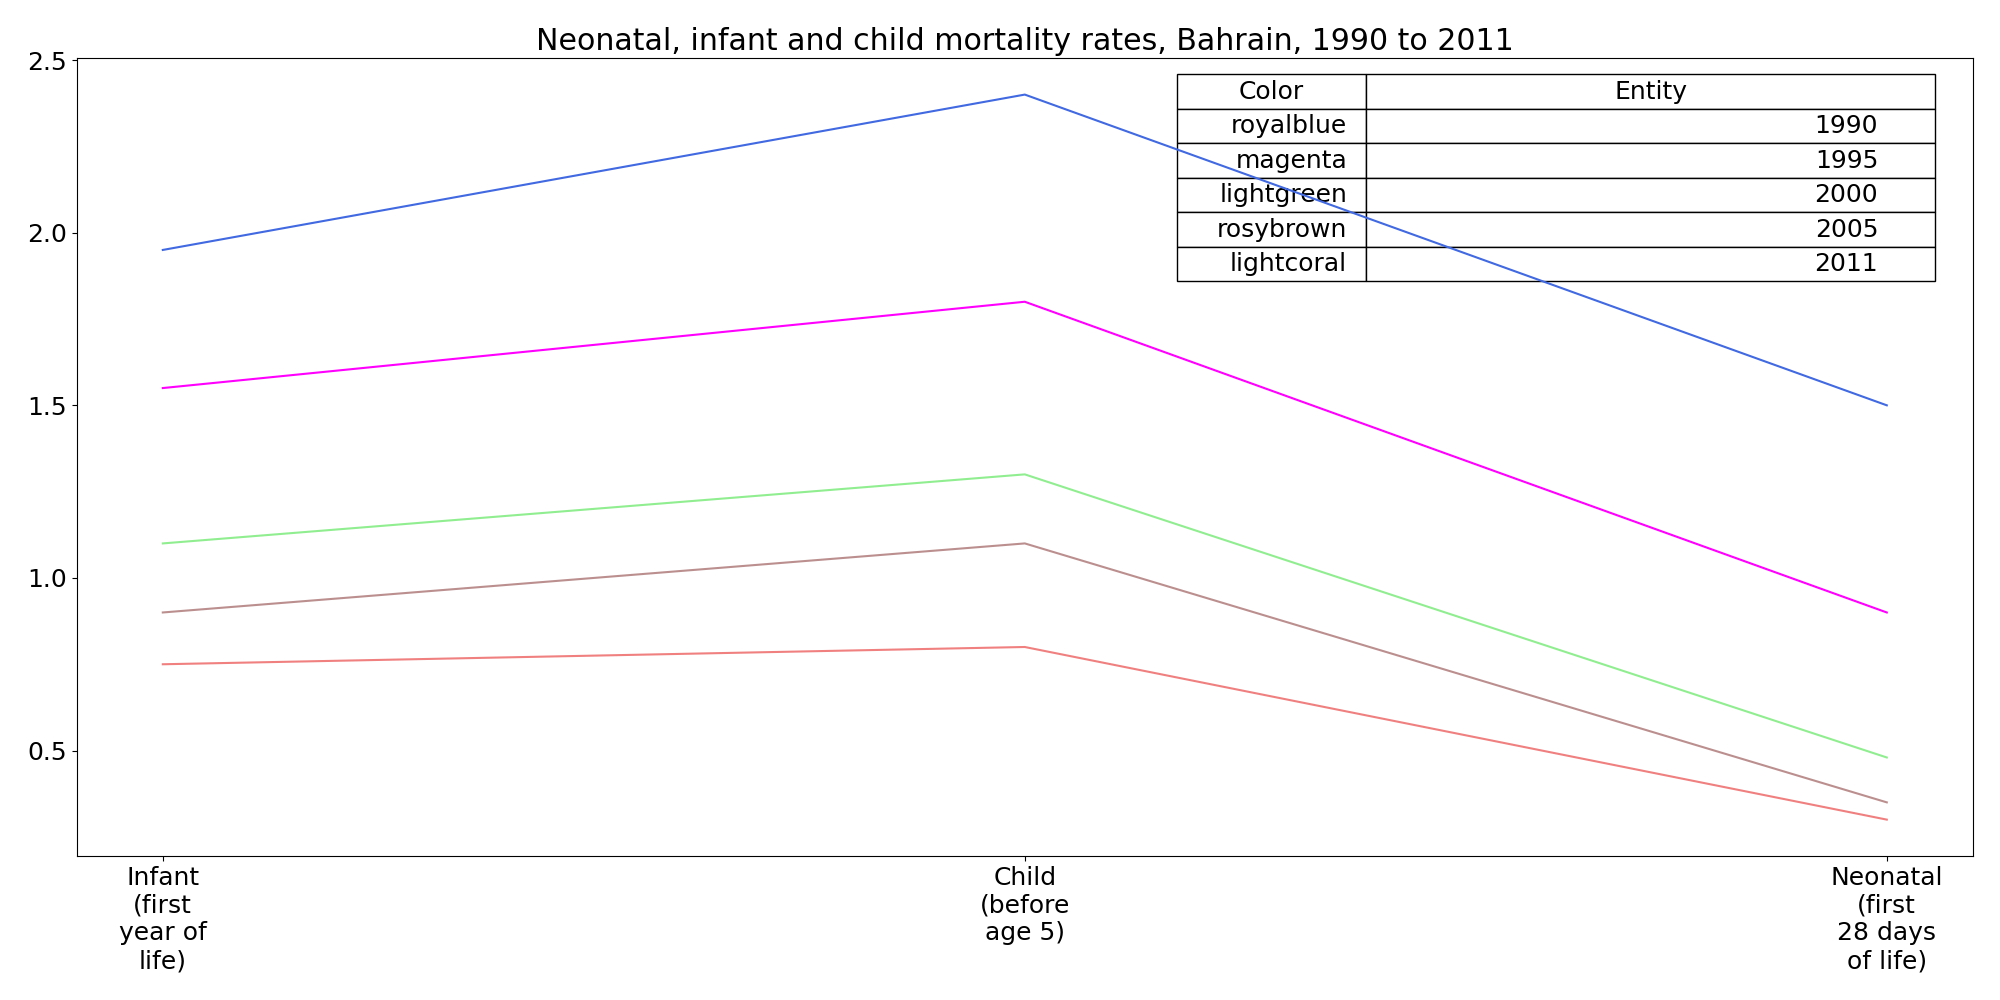 Neonatal, infant and child mortality rates, Bahrain, 1990 to 2011
2.5
2.0
1.5
1.0
0.5
Color Entity
royalblue 1990
magenta 1995
lightgreen 2000
rosybrown 2005
lightcoral 2011
Infant
(first
year of
life)
Child
(before
age 5)
Neonatal
(first
28 days
of life)